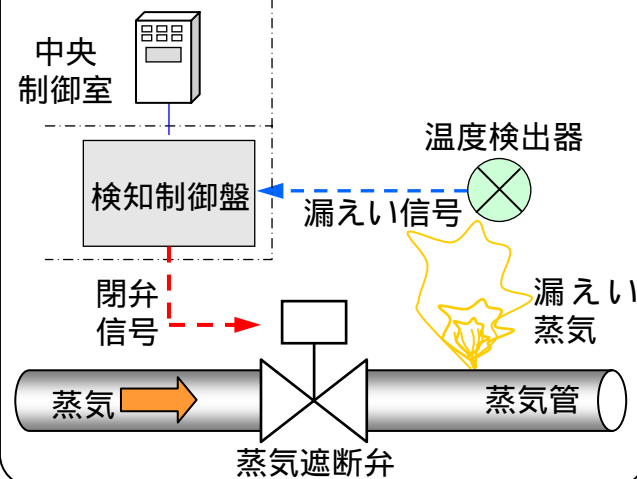 中央
制御室
温度検出器
検知制御盤
漏えい信号
閉弁
信号
漏えい
蒸気
蒸気
蒸気管
蒸気遮断弁